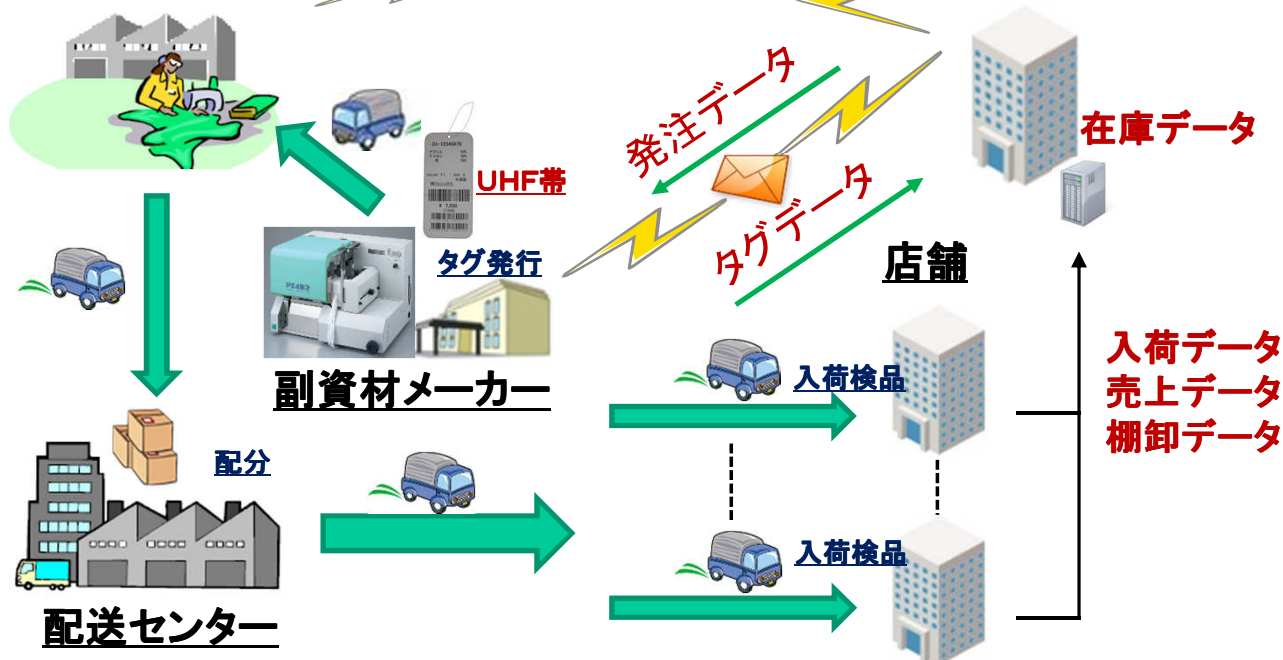 発注データ
在庫データ
UHF帯
タグデータ
タグ発行
店舗
副資材メーカー
入荷検品
入荷データ
売上データ
棚卸データ
配分
入荷検品
配送センター